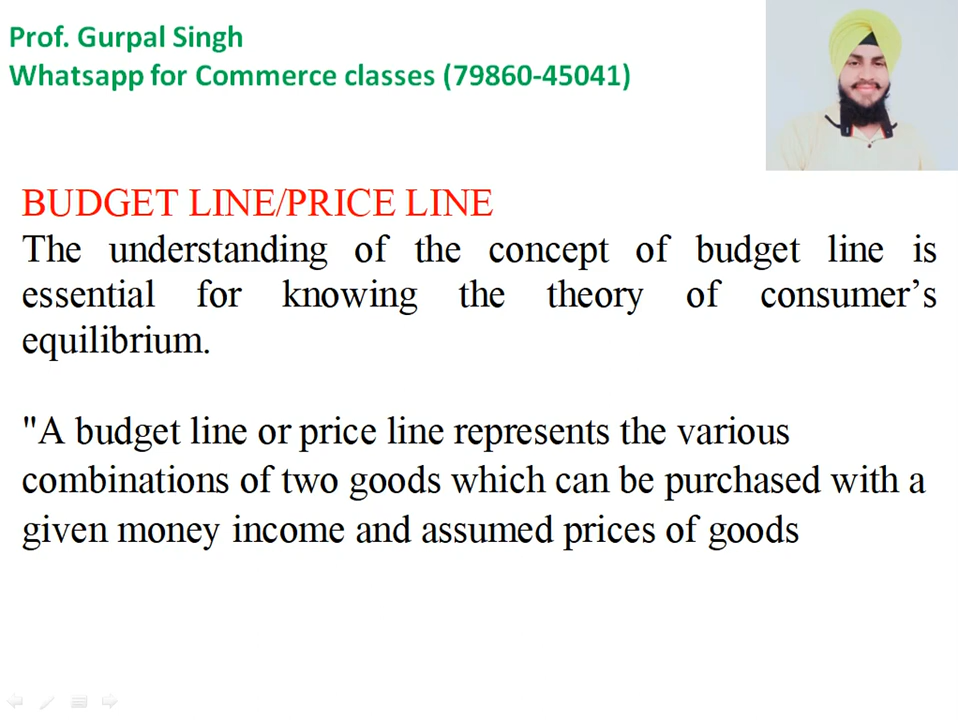 Prof. Gurpal Singh
Whatsapp for Commerce classes (79860-45041)
BUDGET LINE/PRICE LINE
The understanding of the concept of budget line is
essential for knowing the theory of consumer’s
equilibrium.
"A budget line or price line represents the various
combinations of two goods which can be purchased with a
given money income and assumed prices of goods